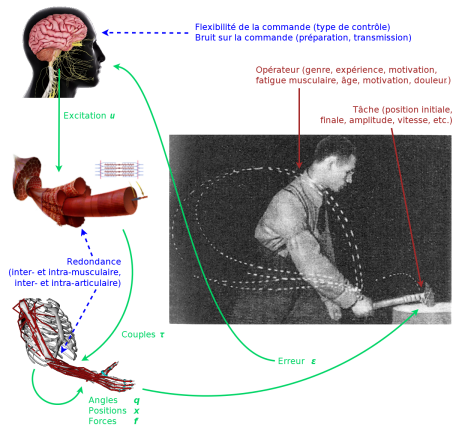 Flexibilité de la commande (type de contrôle)
Bruit sur la commande (préparation, transmission)
Opérateur (genre, expérience, motivation,
fatigue musculaire, âge, motivation, douleur)
Tâche (position initiale,
finale, amplitude, vitesse, etc.)
Excitation u
Redondance
(inter- et intra-musculaire,
inter- et intra-articulaire)
Couples τ
Erreur ε
Angles q
Positions x
Forces f